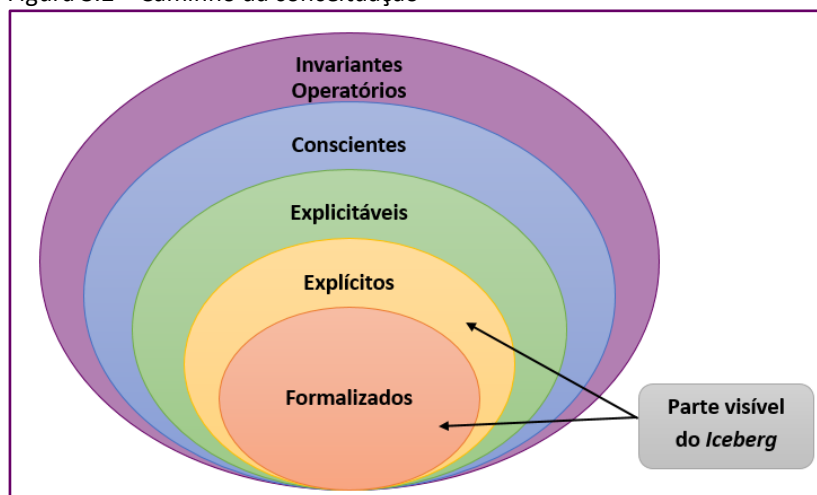 Invariantes
Operatórios
Conscientes
Explicitáveis
Explícitos
Formalizados
Parte visível
do Iceberg